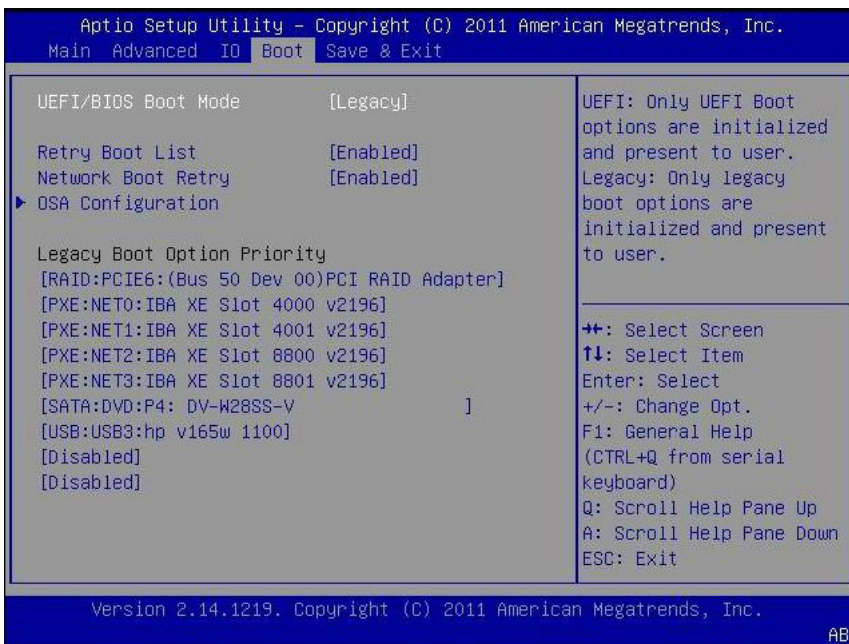 Aptio Setup Utility – Copyright (C) 2011 American Megatrends, Inc.
Main Advanced IO Boot Save & Exit
UEFI/BIOS Boot Mode [Legacy]
Retry Boot List [Enabled]
Network Boot Retry [Enabled]
OSA Configuration
Legacy Boot Option Priority
[RAID:PCIE6:(Bus 50 Dev 00)PCI RAID Adapter]
[PXE:NET0:IBA XE Slot 4000 v2196]
[PXE:NET1:IBA XE Slot 4001 v2196]
[PXE:NET2:IBA XE Slot 8800 v2196]
[PXE:NET3:IBA XE Slot 8801 v2196]
[SATA:DVD:P4: DV-W28SS-V ]
[USB:USB3:hp v165w 1100]
[Disabled]
[Disabled]
UEFI: Only UEFI Boot
options are initialized
and present to user.
Legacy: Only legacy
boot options are
initialized and present
to user.
→←: Select Screen
↑↓: Select Item
Enter: Select
+/-: Change Opt.
F1: General Help
(CTRL+Q from serial
keyboard)
Q: Scroll Help Pane Up
A: Scroll Help Pane Down
ESC: Exit
Version 2.14.1219. Copyright (C) 2011 American Megatrends, Inc.
AB